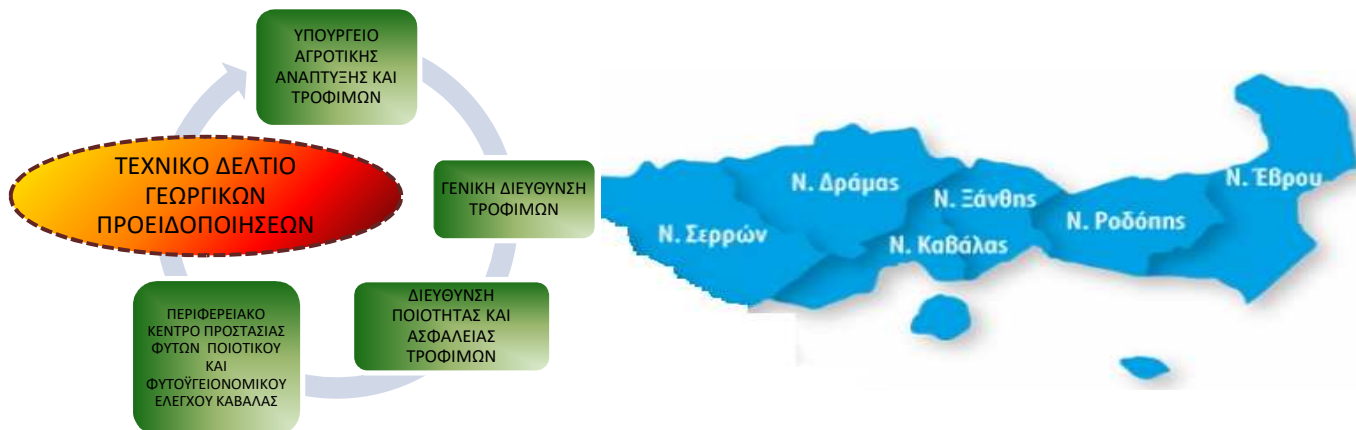 ΥΠΟΥΡΓΕΙΟ
ΑΓΡΟΤΙΚΗΣ
ΑΝΑΠΤΥΞΗΣ ΚΑΙ
ΤΡΟΦΙΜΩΝ
ΤΕΧΝΙΚΟ ΔΕΛΤΙΟ
ΓΕΩΡΓΙΚΩΝ
ΠΡΟΕΙΔΟΠΟΙΗΣΕΩΝ
ΓΕΝΙΚΗ ΔΙΕΥΘΥΝΣΗ
ΤΡΟΦΙΜΩΝ
ΔΙΕΥΘΥΝΣΗ
ΠΟΙΟΤΗΤΑΣ ΚΑΙ
ΑΣΦΑΛΕΙΑΣ
ΤΡΟΦΙΜΩΝ
ΠΕΡΙΦΕΡΕΙΑΚΟ
ΚΕΝΤΡΟ ΠΡΟΣΤΑΣΙΑΣ
ΦΥΤΩΝ ΠΟΙΟΤΙΚΟΥ
ΚΑΙ
ΦΥΤΟΫΓΕΙΟΝΟΜΙΚΟΥ
ΕΛΕΓΧΟΥ ΚΑΒΑΛΑΣ
Ν. Σερρών
Ν. Δράμας
Ν. Ξάνθης
Ν. Καβάλας
Ν. Ροδόπης
Ν. Έβρου